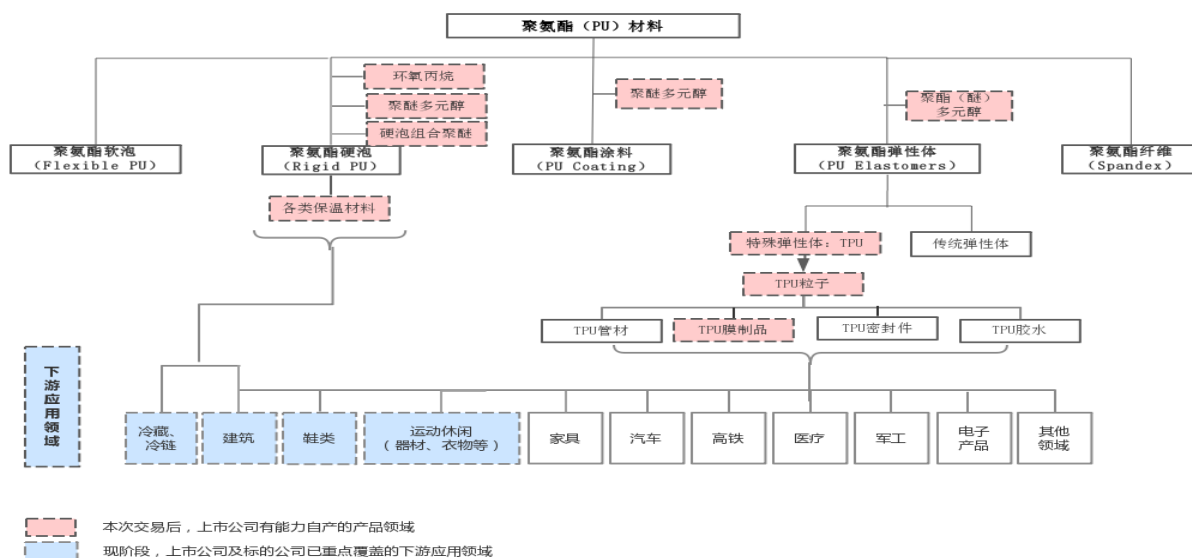 聚氨酯（PU）材料
环氧丙烷
聚醚多元醇
硬泡组合聚醚
聚醚多元醇
聚酯（醚）
多元醇
聚氨酯软泡
(Flexible PU)
聚氨酯硬泡
(Rigid PU)
聚氨酯涂料
(PU Coating)
聚氨酯弹性体
(PU Elastomers)
聚氨酯纤维
(Spandex)
各类保温材料
特殊弹性体：TPU
传统弹性体
TPU粒子
TPU管材
TPU膜制品
TPU密封件
TPU胶水
下游应用领域
冷藏、
冷链
建筑
鞋类
运动休闲
（器材、衣物等）
家具
汽车
高铁
医疗
军工
电子
产品
其他
领域
本次交易后，上市公司有能力自产的产品领域
现阶段，上市公司及标的公司已重点覆盖的下游应用领域